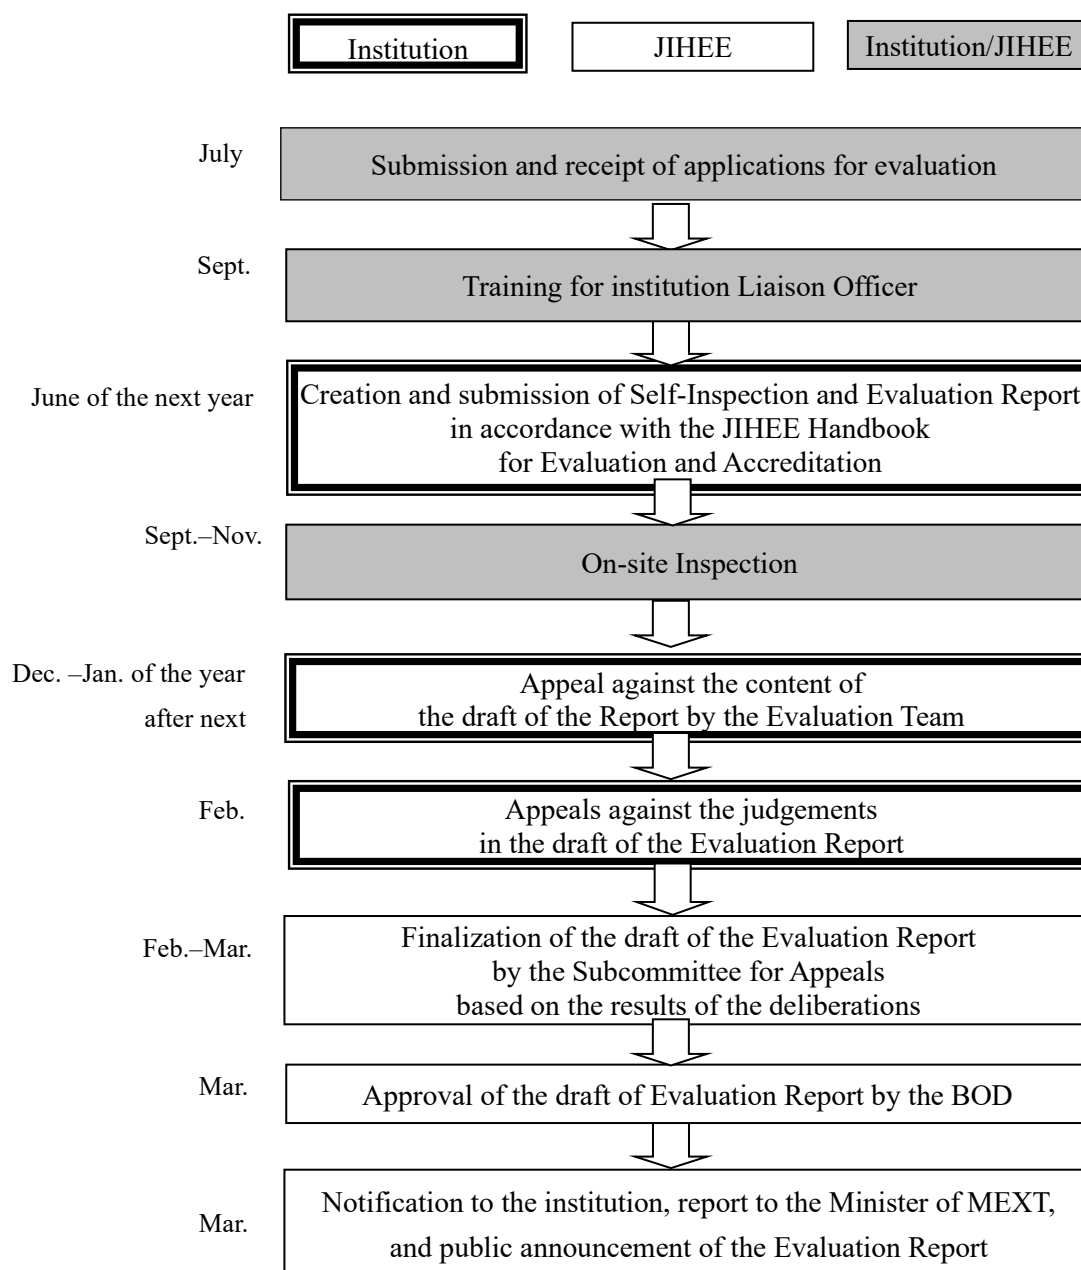 Institution
JIHEE
Institution/JIHEE
July
Submission and receipt of applications for evaluation
Sept.
Training for institution Liaison Officer
June of the next year
Creation and submission of Self-Inspection and Evaluation Report
in accordance with the JIHEE Handbook
for Evaluation and Accreditation
Sept.–Nov.
On-site Inspection
Dec. –Jan. of the year
after next
Appeal against the content of
the draft of the Report by the Evaluation Team
Feb.
Appeals against the judgements
in the draft of the Evaluation Report
Feb.–Mar.
Finalization of the draft of the Evaluation Report
by the Subcommittee for Appeals
based on the results of the deliberations
Mar.
Approval of the draft of Evaluation Report by the BOD
Mar.
Notification to the institution, report to the Minister of MEXT,
and public announcement of the Evaluation Report